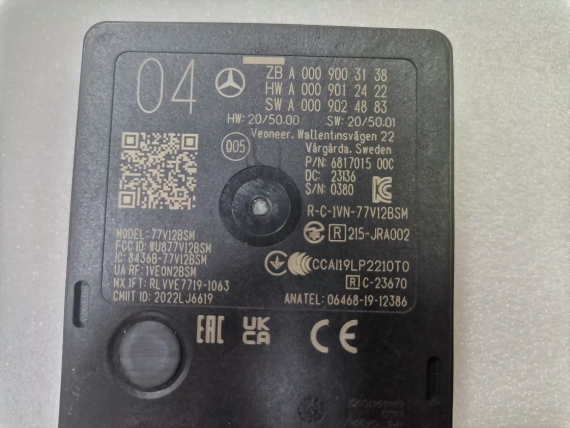 04
ZB A 000 900 31 38
HW A 000 901 24 22
SW A 000 902 48 83
HW: 20/50.00 SW: 20/50.01
Veoneer, Wallentinsvägen 22
005
Vårgårda, Sweden
P/N: 6817015 00C
DC: 23136
S/N: 0380
R-C-1VN-77V12BSM
MODEL: 77V12BSM
FCC ID: WU877V12BSM
IC: 8436B-77V12BSM
UA RF: 1VEON2BSM
MX IFT: RLVVE7719-1063
CMIIT ID: 2022LJ6619
R 215-JRA002
CCAI19LP2210T0
R C-23670
ANATEL: 06468-19-12386
EAC UK CA CE